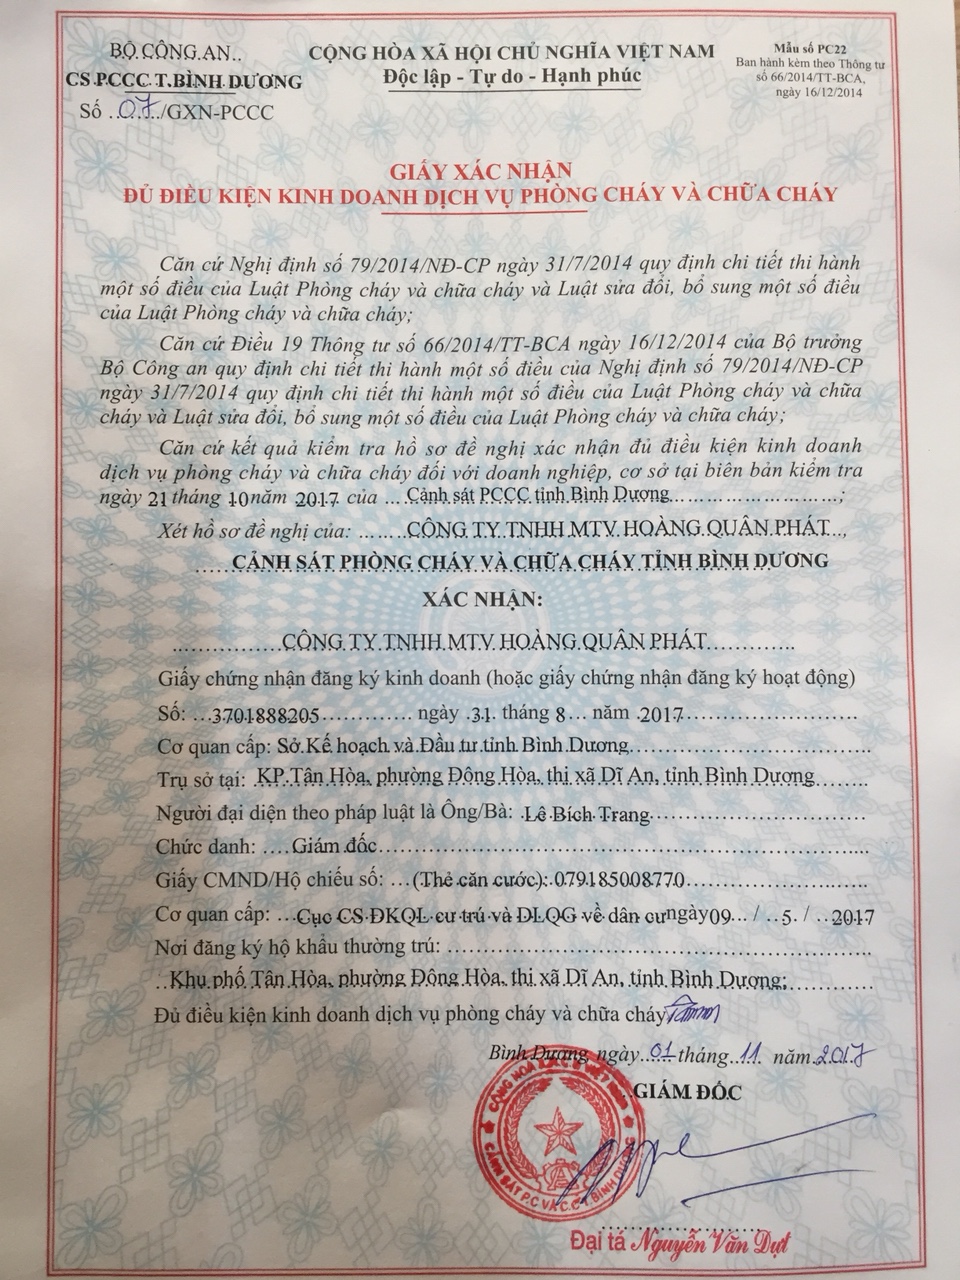 BỘ CÔNG AN..
CS.PCCC.T.BÌNH DƯƠNG
Số ..07../GXN-PCCC
CỘNG HÒA XÃ HỘI CHỦ NGHĨA VIỆT NAM
Độc lập - Tự do - Hạnh phúc
Mẫu số PC22
Ban hành kèm theo Thông tư
số 66/2014/TT-BCA,
ngày 16/12/2014
GIẤY XÁC NHẬN
ĐỦ ĐIỀU KIỆN KINH DOANH DỊCH VỤ PHÒNG CHÁY VÀ CHỮA CHÁY
Căn cứ Nghị định số 79/2014/NĐ-CP ngày 31/7/2014 quy định chi tiết thi hành
một số điều của Luật Phòng cháy và chữa cháy và Luật sửa đổi, bổ sung một số điều
của Luật Phòng cháy và chữa cháy;
Căn cứ Điều 19 Thông tư số 66/2014/TT-BCA ngày 16/12/2014 của Bộ trưởng
Bộ Công an quy định chi tiết thi hành một số điều của Nghị định số 79/2014/NĐ-CP
ngày 31/7/2014 quy định chi tiết thi hành một số điều của Luật Phòng cháy và chữa
cháy và Luật sửa đổi, bổ sung một số điều của Luật Phòng cháy và chữa cháy;
Căn cứ kết quả kiểm tra hồ sơ đề nghị xác nhận đủ điều kiện kinh doanh
dịch vụ phòng cháy và chữa cháy đối với doanh nghiệp, cơ sở tại biên bản kiểm tra
ngày 21 tháng 10 năm 2017 của ...Cảnh sát PCCC tỉnh Bình Dương..............................;
Xét hồ sơ đề nghị của: ........CÔNG TY TNHH MTV HOÀNG QUÂN PHÁT..,
.....CẢNH SÁT PHÒNG CHÁY VÀ CHỮA CHÁY TỈNH BÌNH DƯƠNG
XÁC NHẬN:
..................CÔNG TY TNHH MTV HOÀNG QUÂN PHÁT...............
Giấy chứng nhận đăng ký kinh doanh (hoặc giấy chứng nhận đăng ký hoạt động)
Số: ...3701888205............... ngày .31. tháng 8... năm .2017.............................
Cơ quan cấp: Sở Kế hoạch và Đầu tư tỉnh Bình Dương........................................
Trụ sở tại: KP.Tân Hòa, phường Đông Hòa, thị xã Dĩ An, tỉnh Bình Dương.........
Người đại diện theo pháp luật là Ông/Bà: .Lê Bích Trang....................................
Chức danh: ....Giám đốc.................................................................................
Giấy CMND/Hộ chiếu số: ...(Thẻ căn cước): 079185008770..............................
Cơ quan cấp: ...Cục CS ĐKQL cư trú và DLQG về dân cư ngày 09... / ..5. / ..2017
Nơi đăng ký hộ khẩu thường trú: ......................................................................
..Khu phố Tân Hòa, phường Đông Hòa, thị xã Dĩ An, tỉnh Bình Dương;..............
Đủ điều kiện kinh doanh dịch vụ phòng cháy và chữa cháy
Bình Dương, ngày..01 tháng..11. năm.2017
GIÁM ĐỐC
CỘNG HÒA X.H.C.N VIỆT NAM
CẢNH SÁT P.C VÀ C.C T.BÌNH DƯƠNG
Đại tá Nguyễn Văn Dựt